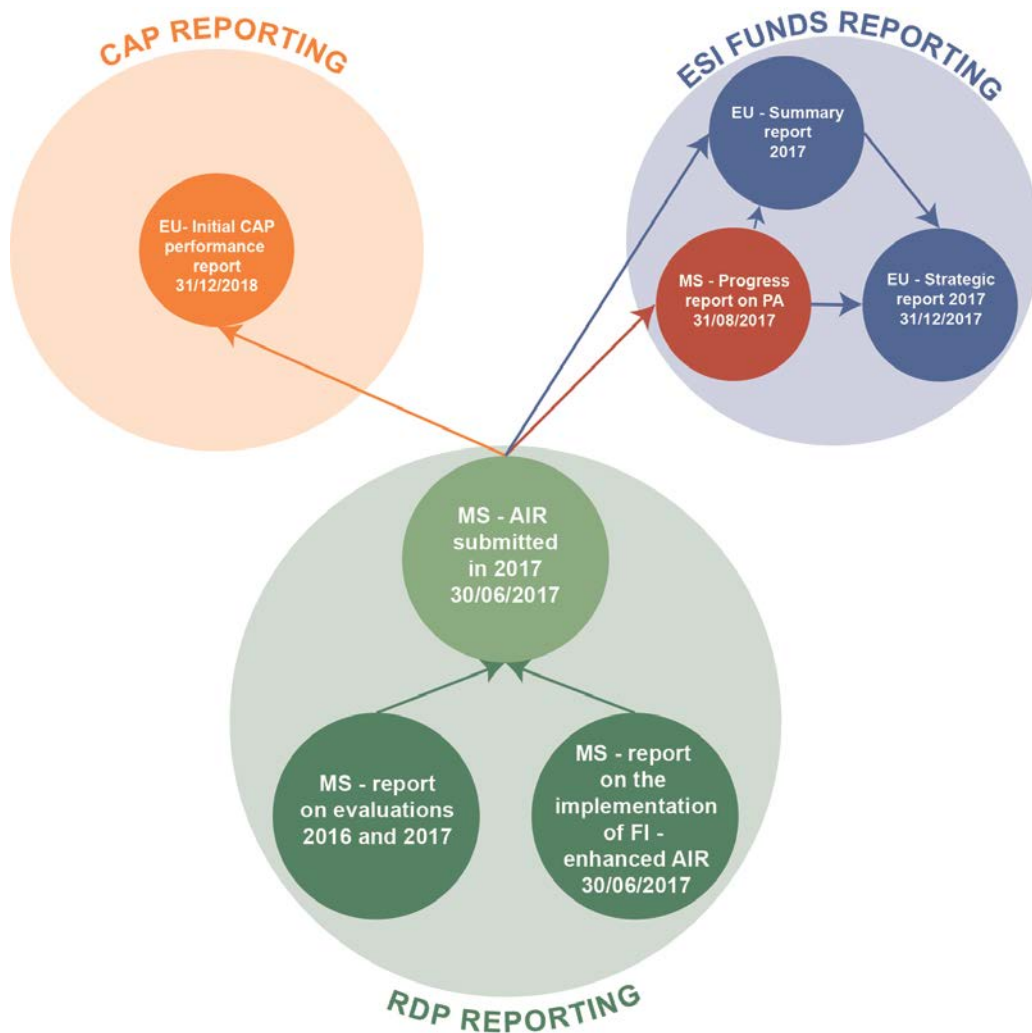 CAP REPORTING
EU- Initial CAP
performance
report
31/12/2018
ESI FUNDS REPORTING
EU - Summary
report
2017
MS - Progress
report on PA
31/08/2017
EU - Strategic
report 2017
31/12/2017
MS - AIR
submitted
in 2017
30/06/2017
MS - report
on evaluations
2016 and 2017
MS - report
on the
implementation
of FI -
enhanced AIR
30/06/2017
RDP REPORTING